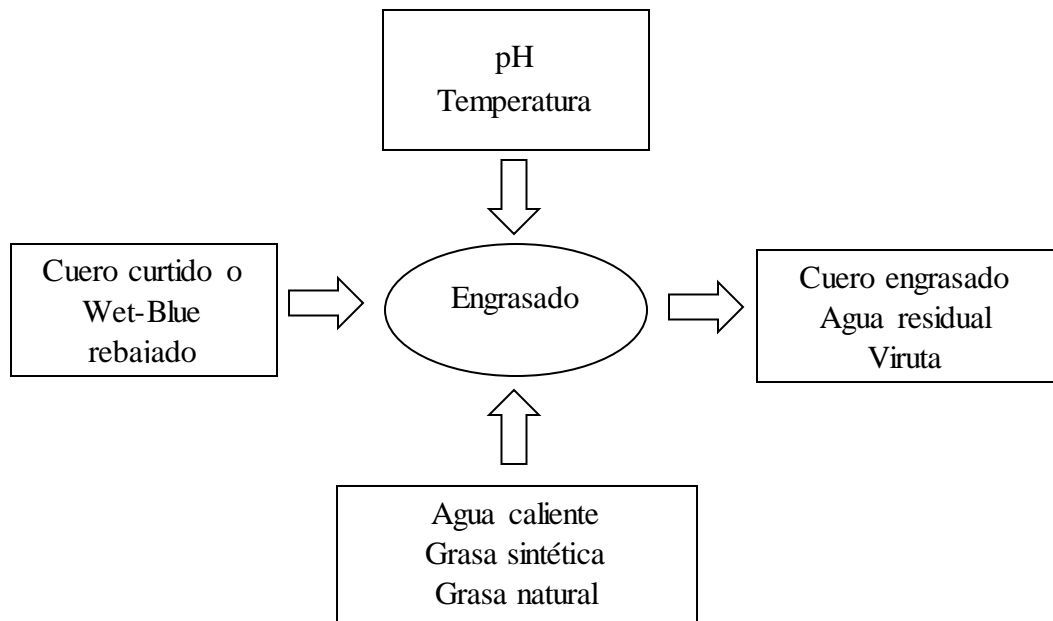 pH
Temperatura
Cuero curtido o
Wet-Blue
rebajado
Engrasado
Cuero engrasado
Agua residual
Viruta
Agua caliente
Grasa sintética
Grasa natural